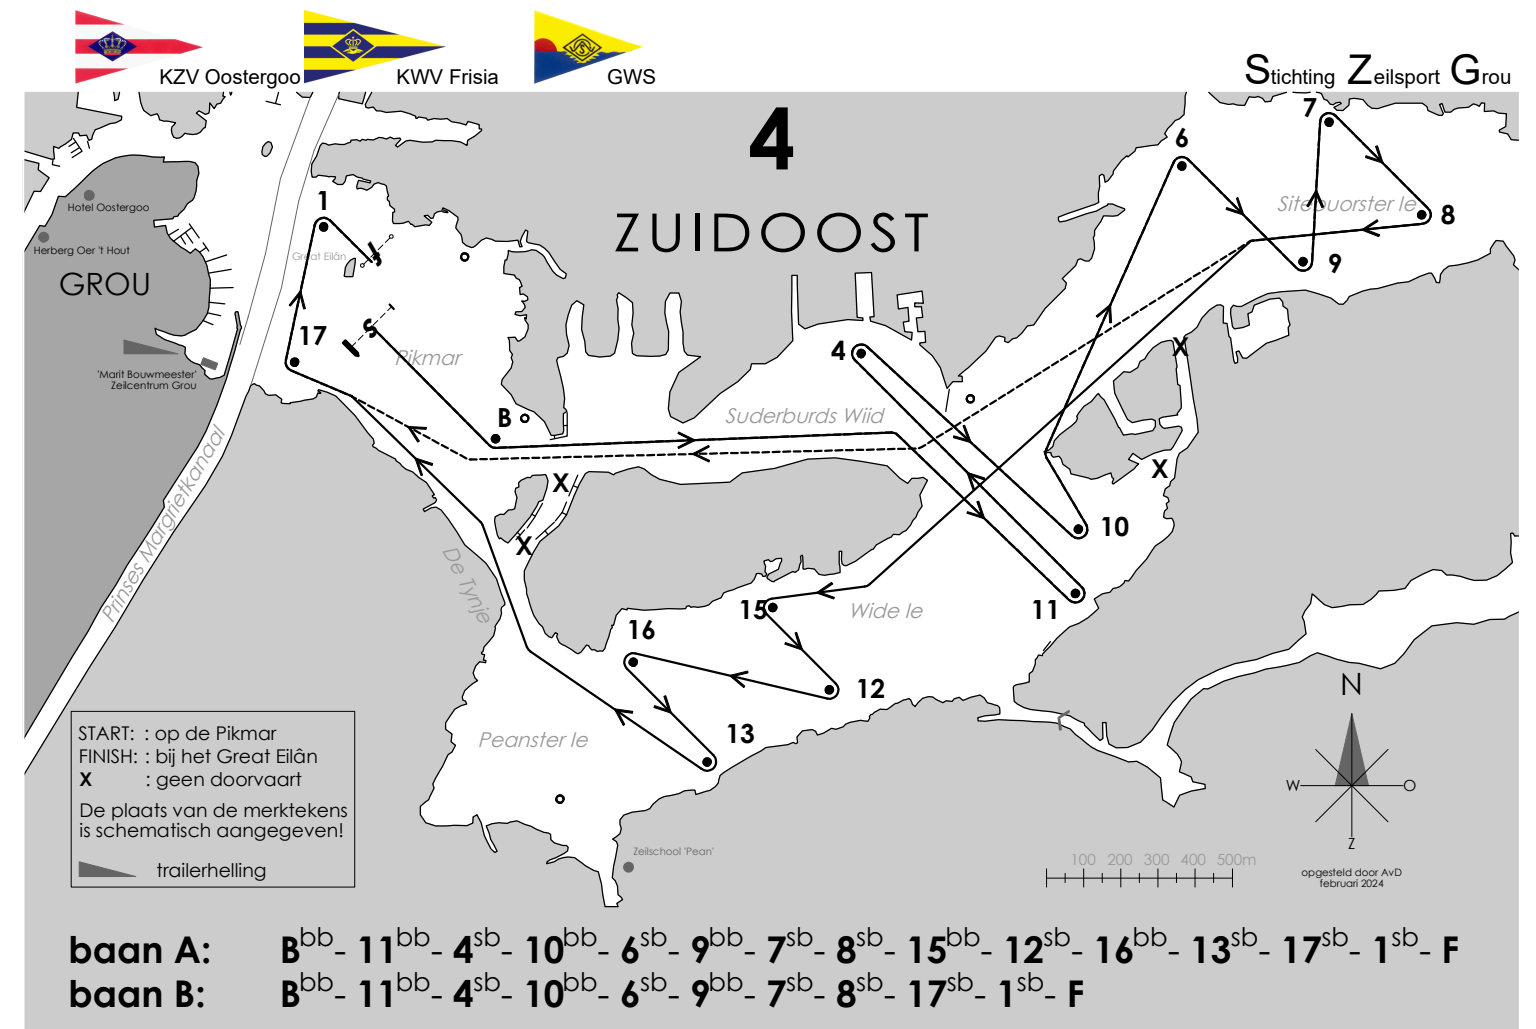 KZV Oostergoo
KWV Frisia
GWS
Stichting Zeilsport Grou
4
ZUIDOOST
Hotel Oostergoo
Herberg Oer 't Hout
GROU
'Marit Bouwmeester'
Zeilcentrum Grou
Prinses Margrietkanaal
1
Great Eilân
17
S
Pikmar
B
Suderburds Wiid
4
6
7
Sitebuorster Ie
8
9
X
X
X
X
10
11
De Tynje
15
Wide Ie
16
12
13
Peanster Ie
Zeilschool 'Pean'
START: : op de Pikmar
FINISH: : bij het Great Eilân
X : geen doorvaart
De plaats van de merktekens
is schematisch aangegeven!
trailerhelling
N
W
O
Z
100 200 300 400 500m
opgesteld door AvD
februari 2024
baan A: Bbb- 11bb- 4sb- 10bb- 6sb- 9bb- 7sb- 8sb- 15bb- 12sb- 16bb- 13sb- 17sb- 1sb- F
baan B: Bbb- 11bb- 4sb- 10bb- 6sb- 9bb- 7sb- 8sb- 17sb- 1sb- F